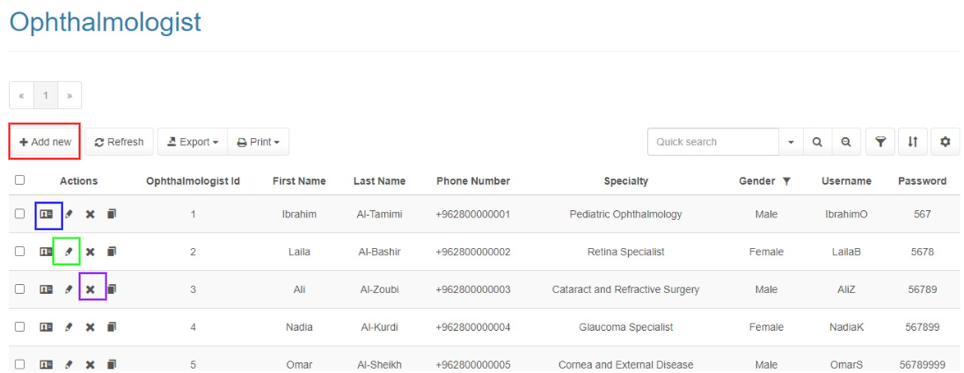 Ophthalmologist
« 1 »
+ Add new Refresh Export Print Quick search
Actions Ophthalmologist Id First Name Last Name Phone Number Specialty Gender Username Password
1 Ibrahim Al-Tamimi +962800000001 Pediatric Ophthalmology Male IbrahimO 567
2 Laila Al-Bashir +962800000002 Retina Specialist Female LailaB 5678
3 Ali Al-Zoubi +962800000003 Cataract and Refractive Surgery Male AliZ 56789
4 Nadia Al-Kurdi +962800000004 Glaucoma Specialist Female NadiaK 567899
5 Omar Al-Sheikh +962800000005 Cornea and External Disease Male OmarS 56789999